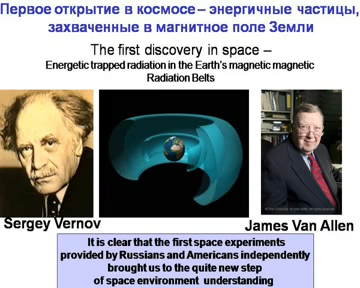 Первое открытие в космосе – энергичные частицы,
захваченные в магнитное поле Земли
The first discovery in space –
Energetic trapped radiation in the Earth's magnetic magnetic
Radiation Belts
Sergey Vernov
James Van Allen
It is clear that the first space experiments
provided by Russians and Americans independently
brought us to the quite new step
of space environment understanding